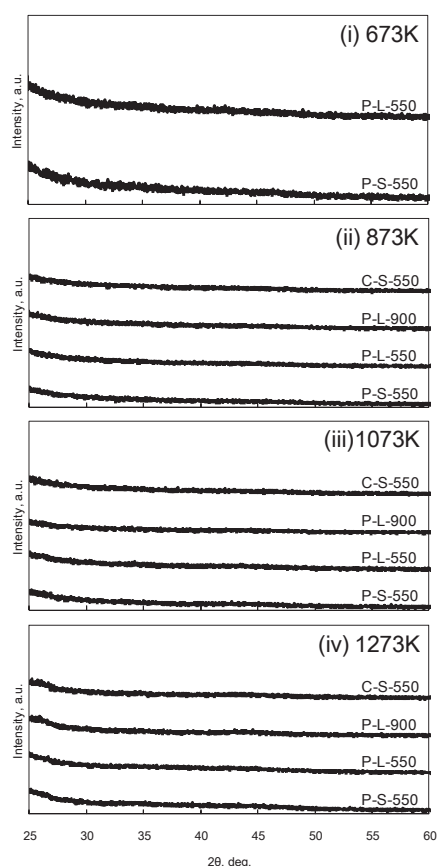 (i) 673K
Intensity, a.u.
P-L-550
P-S-550
(ii) 873K
Intensity, a.u.
C-S-550
P-L-900
P-L-550
P-S-550
(iii)1073K
Intensity, a.u.
C-S-550
P-L-900
P-L-550
P-S-550
(iv) 1273K
Intensity, a.u.
C-S-550
P-L-900
P-L-550
P-S-550
25 30 35 40 45 50 55 60
2θ, deg.